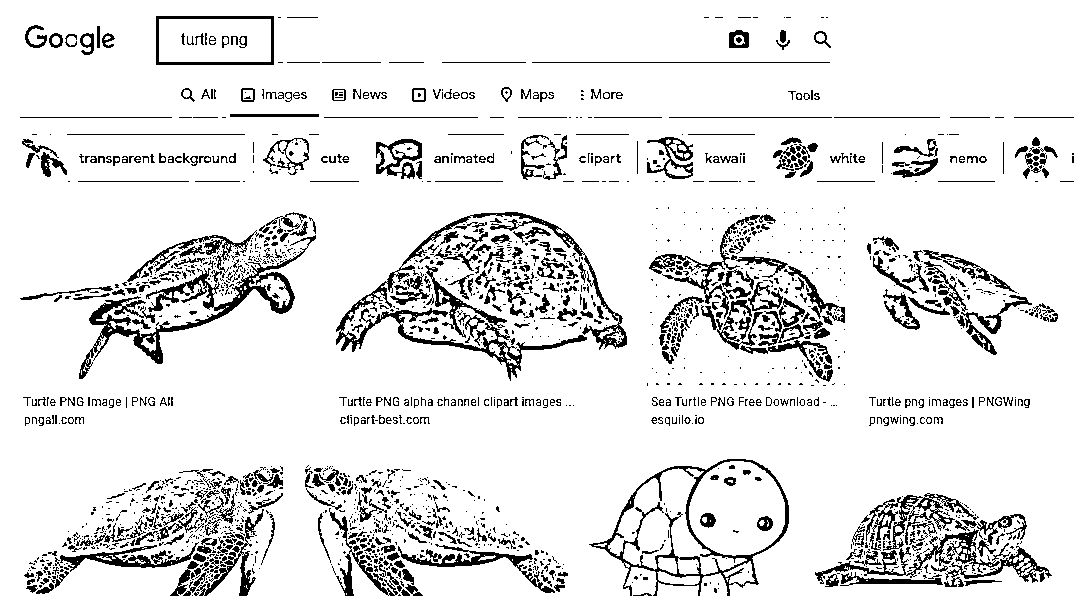 Google turtle png
All Images News Videos Maps More Tools
transparent background cute animated clipart kawaii white nemo
Turtle PNG Image | PNG All Turtle PNG alpha channel clipart images ... Sea Turtle PNG Free Download - ... Turtle png images | PNGWing
pngall.com clipart-best.com esquilo.io pngwing.com